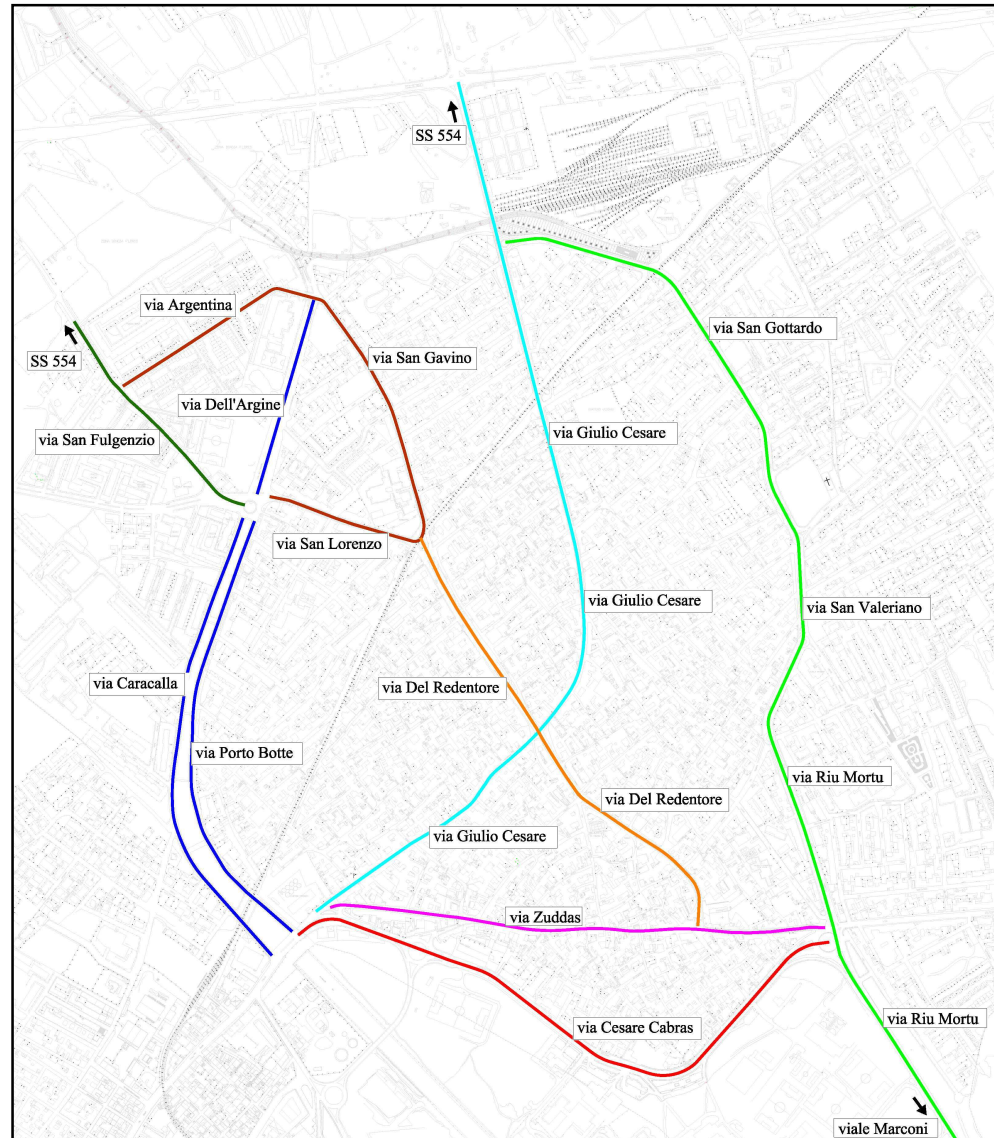 SS 554
via Argentina
via San Gottardo
via San Gavino
SS 554
via Dell'Argine
via San Fulgenzio
via Giulio Cesare
via San Lorenzo
via Giulio Cesare
via San Valeriano
via Caracalla
via Del Redentore
via Porto Botte
via Riu Mortu
via Del Redentore
via Giulio Cesare
via Zuddas
via Cesare Cabras
via Riu Mortu
viale Marconi